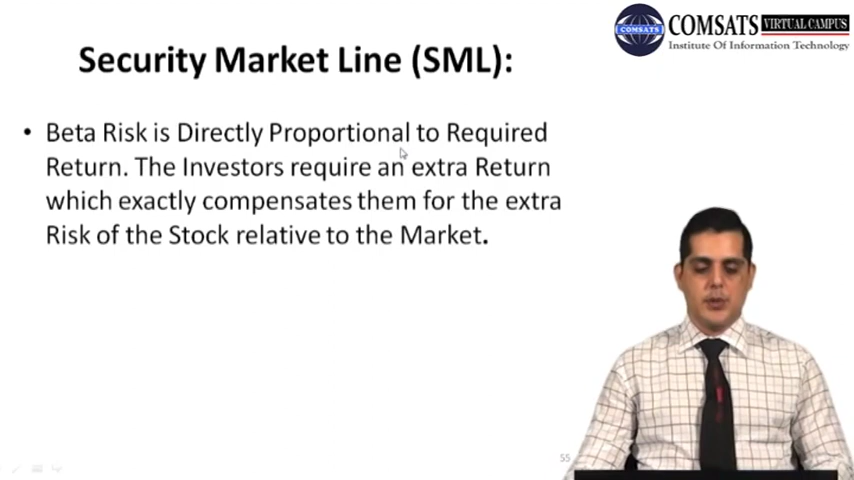 COMSATS VIRTUAL CAMPUS
Institute Of Information Technology
COMSATS
Security Market Line (SML):
• Beta Risk is Directly Proportional to Required
Return. The Investors require an extra Return
which exactly compensates them for the extra
Risk of the Stock relative to the Market.
55